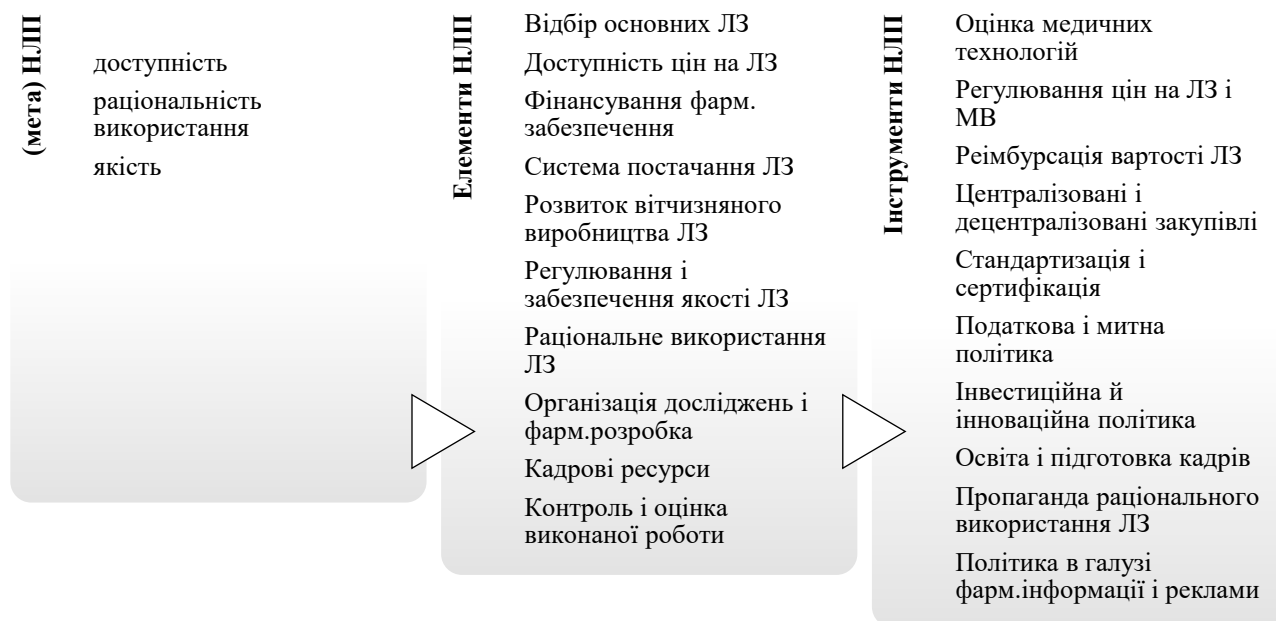 (мета) НЛП
доступність
раціональність
використання
якість
Елементи НЛП
Відбір основних ЛЗ
Доступність цін на ЛЗ
Фінансування фарм.
забезпечення
Система постачання ЛЗ
Розвиток вітчизняного
виробництва ЛЗ
Регулювання і
забезпечення якості ЛЗ
Раціональне використання
ЛЗ
Організація досліджень і
фарм.розробка
Кадрові ресурси
Контроль і оцінка
виконаної роботи
Інструменти НЛП
Оцінка медичних
технологій
Регулювання цін на ЛЗ і
МВ
Реімбурсація вартості ЛЗ
Централізовані і
децентралізовані закупівлі
Стандартизація і
сертифікація
Податкова і митна
політика
Інвестиційна й
інноваційна політика
Освіта і підготовка кадрів
Пропаганда раціонального
використання ЛЗ
Політика в галузі
фарм.інформації і реклами